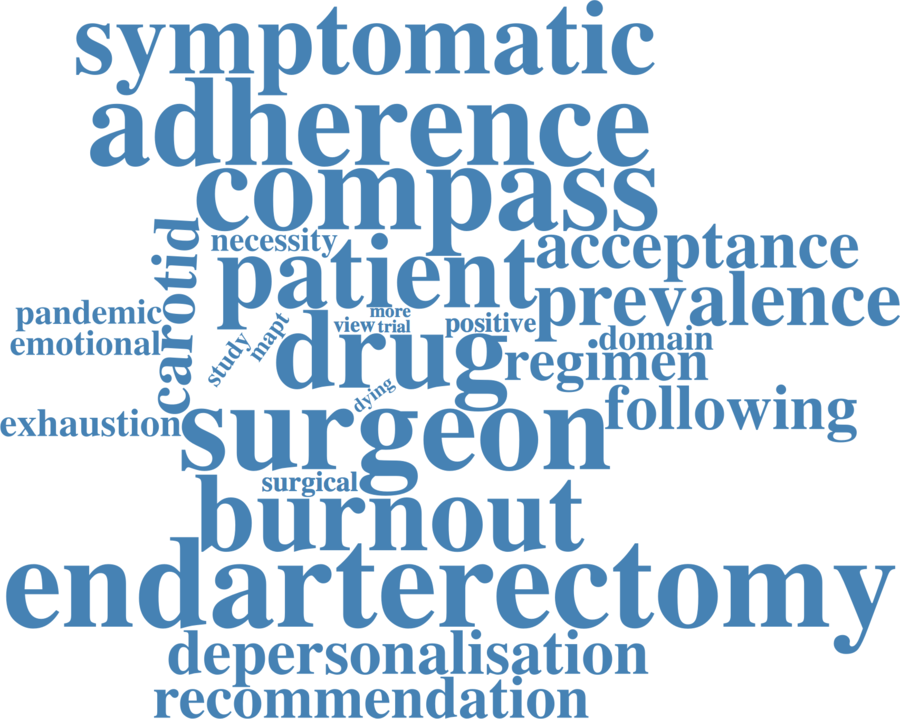 symptomatic
adherence
compass
carotid
necessity
acceptance
patient
prevalence
pandemic
more
view
trial
positive
mapt
study
drug
domain
emotional
regimen
dying
following
exhaustion
surgeon
surgical
burnout
endarterectomy
depersonalisation
recommendation